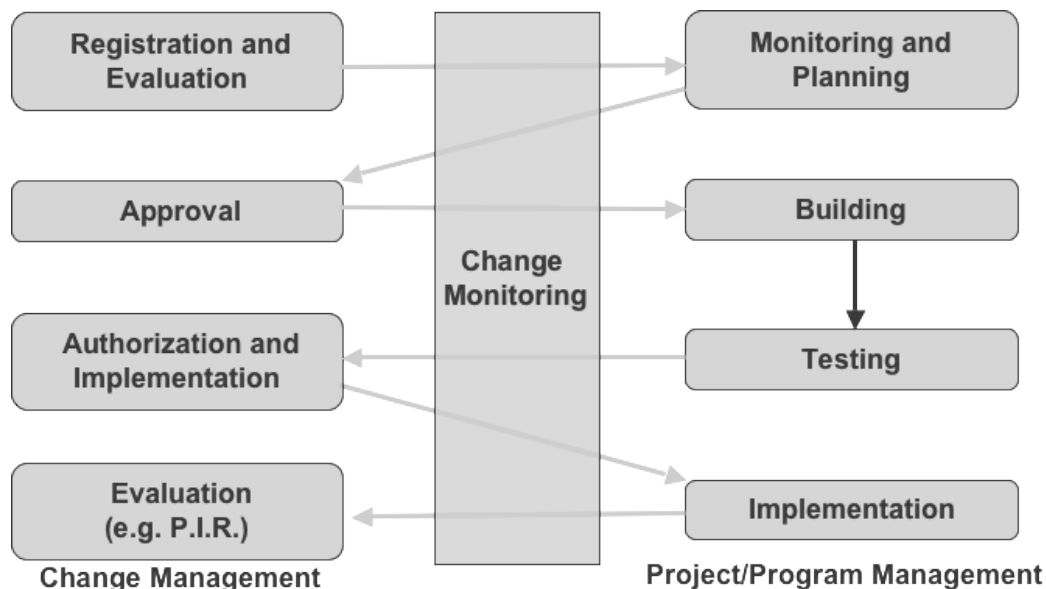 Registration and
Evaluation
Monitoring and
Planning
Approval
Building
Change
Monitoring
Authorization and
Implementation
Testing
Evaluation
(e.g. P.I.R.)
Implementation
Change Management
Project/Program Management